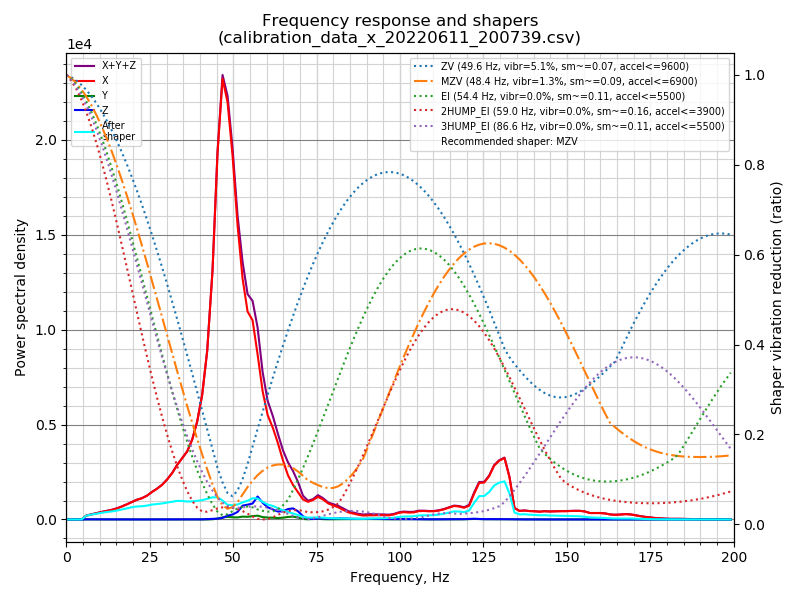 Frequency response and shapers
(calibration_data_x_20220611_200739.csv)
1e4
X+Y+Z
X
Y
Z
After
shaper
ZV (49.6 Hz, vibr=5.1%, sm~=0.07, accel<=9600)
MZV (48.4 Hz, vibr=1.3%, sm~=0.09, accel<=6900)
EI (54.4 Hz, vibr=0.0%, sm~=0.11, accel<=5500)
2HUMP_EI (59.0 Hz, vibr=0.0%, sm~=0.16, accel<=3900)
3HUMP_EI (86.6 Hz, vibr=0.0%, sm~=0.11, accel<=5500)
Recommended shaper: MZV
Power spectral density
2.0
1.5
1.0
0.5
0.0
1.0
0.8
0.6
0.4
0.2
0.0
Shaper vibration reduction (ratio)
0 25 50 75 100 125 150 175 200
Frequency, Hz